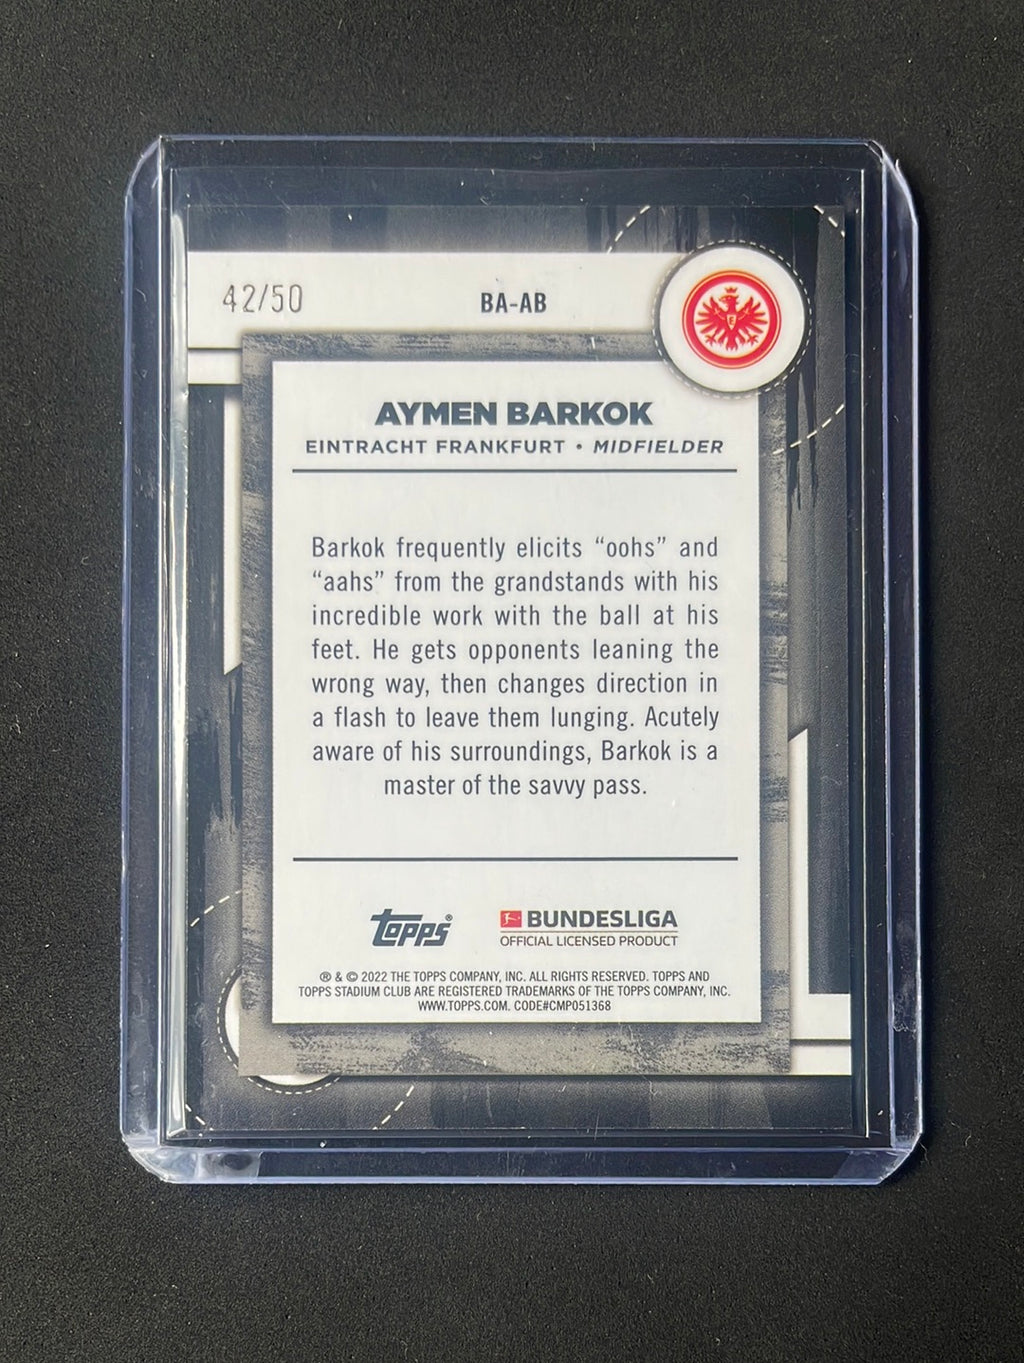 42/50
BA-AB
AYMEN BARKOK
EINTRACHT FRANKFURT • MIDFIELDER
Barkok frequently elicits “oohs” and
“aahs” from the grandstands with his
incredible work with the ball at his
feet. He gets opponents leaning the
wrong way, then changes direction in
a flash to leave them lunging. Acutely
aware of his surroundings, Barkok is a
master of the savvy pass.
topps®
BUNDESLIGA
OFFICIAL LICENSED PRODUCT
® & © 2022 THE TOPPS COMPANY, INC. ALL RIGHTS RESERVED. TOPPS AND
TOPPS STADIUM CLUB ARE REGISTERED TRADEMARKS OF THE TOPPS COMPANY, INC.
WWW.TOPPS.COM. CODE#CMP051368